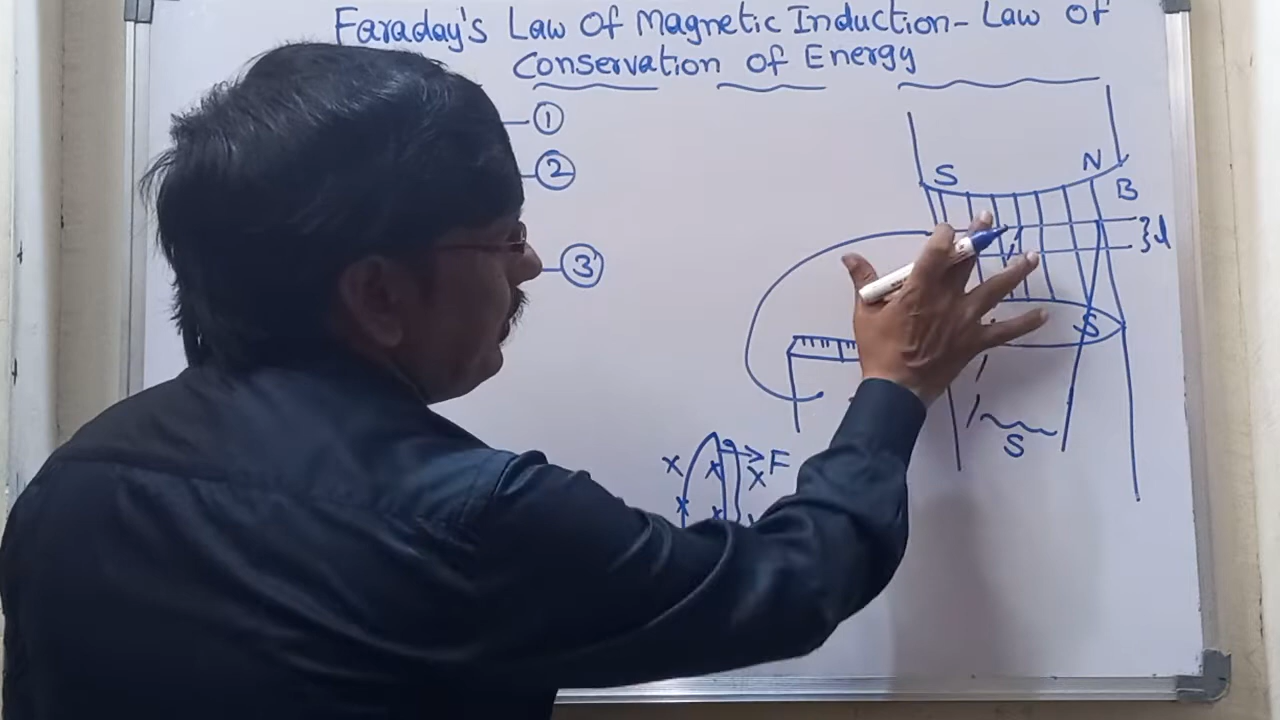 Faraday's Law Of Magnetic Induction - Law of
Conservation of Energy
1
2
3
S
N
B
l
S
S
x
x
x
F
x
x